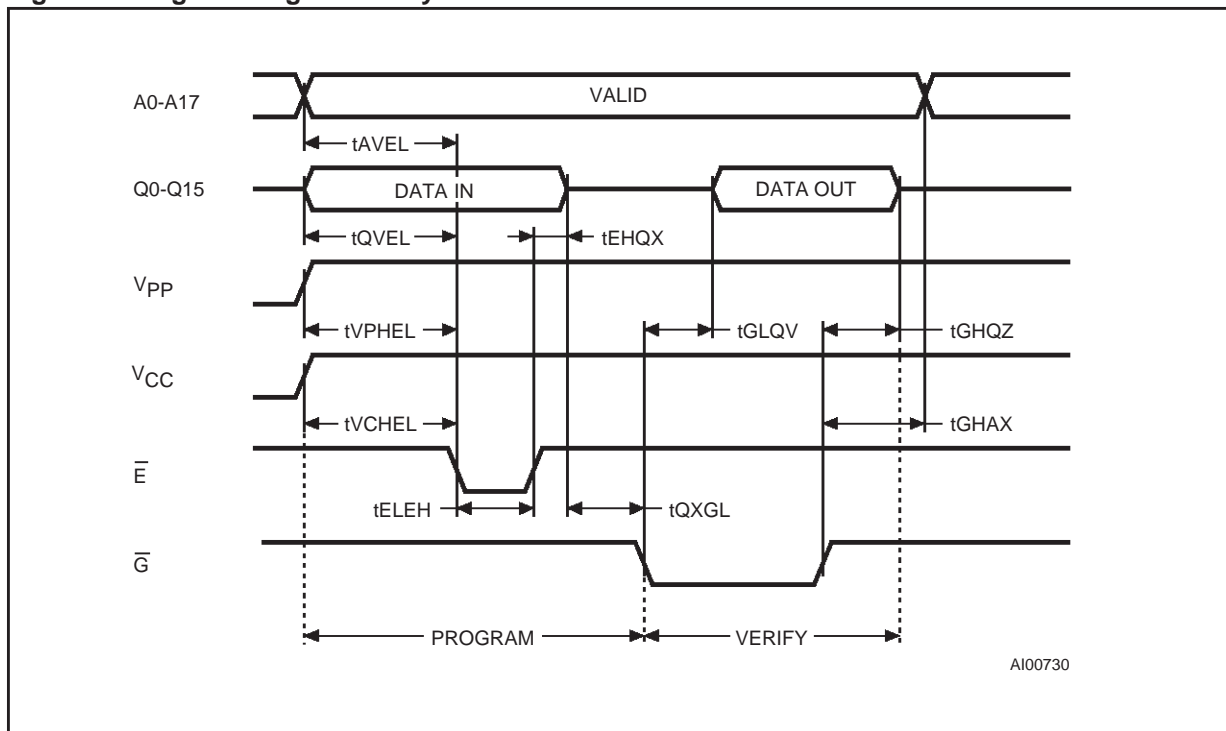 A0-A17
VALID
tAVEL
Q0-Q15
DATA IN
DATA OUT
tQVEL
tEHQX
VPP
tVPHEL
tGLQV
tGHQZ
VCC
tVCHEL
tGHAX
E̅
tELEH
tQXGL
G̅
PROGRAM
VERIFY
AI00730